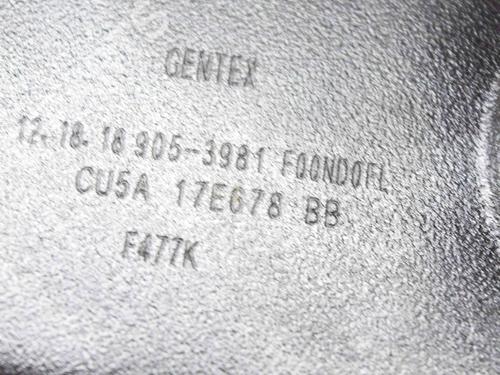 GENTEX
12.18.18 905-3981 F00ND0FL
CU5A 17E678 BB
F477K